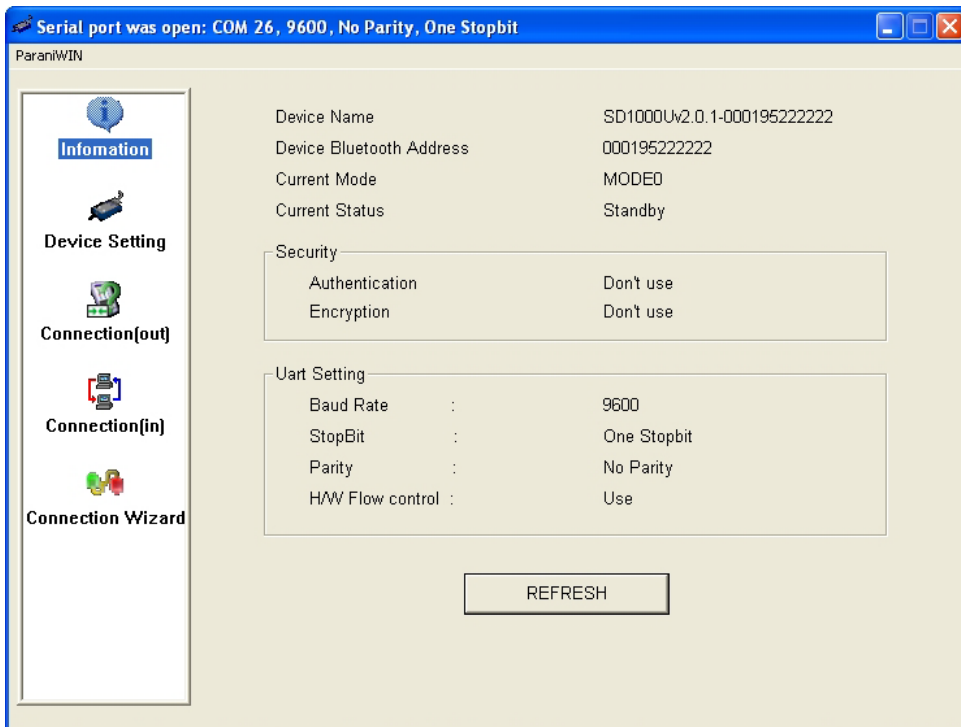 Serial port was open: COM 26, 9600, No Parity, One Stopbit
ParaniWIN
Infomation
Device Setting
Connection(out)
Connection(in)
Connection Wizard
Device Name SD1000Uv2.0.1-000195222222
Device Bluetooth Address 000195222222
Current Mode MODE0
Current Status Standby
Security
Authentication Don't use
Encryption Don't use
Uart Setting
Baud Rate : 9600
StopBit : One Stopbit
Parity : No Parity
H/W Flow control : Use
REFRESH